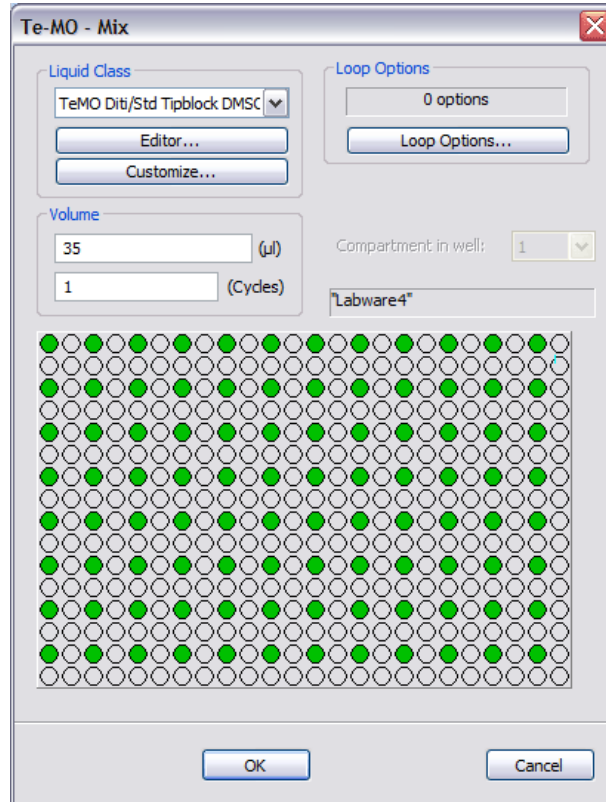 Te-MO - Mix
Liquid Class
TeMO Diti/Std Tipblock DMSC
Editor...
Customize...
Loop Options
0 options
Loop Options...
Volume
35 (µl)
1 (Cycles)
Compartment in well: 1
"Labware4"
OK
Cancel